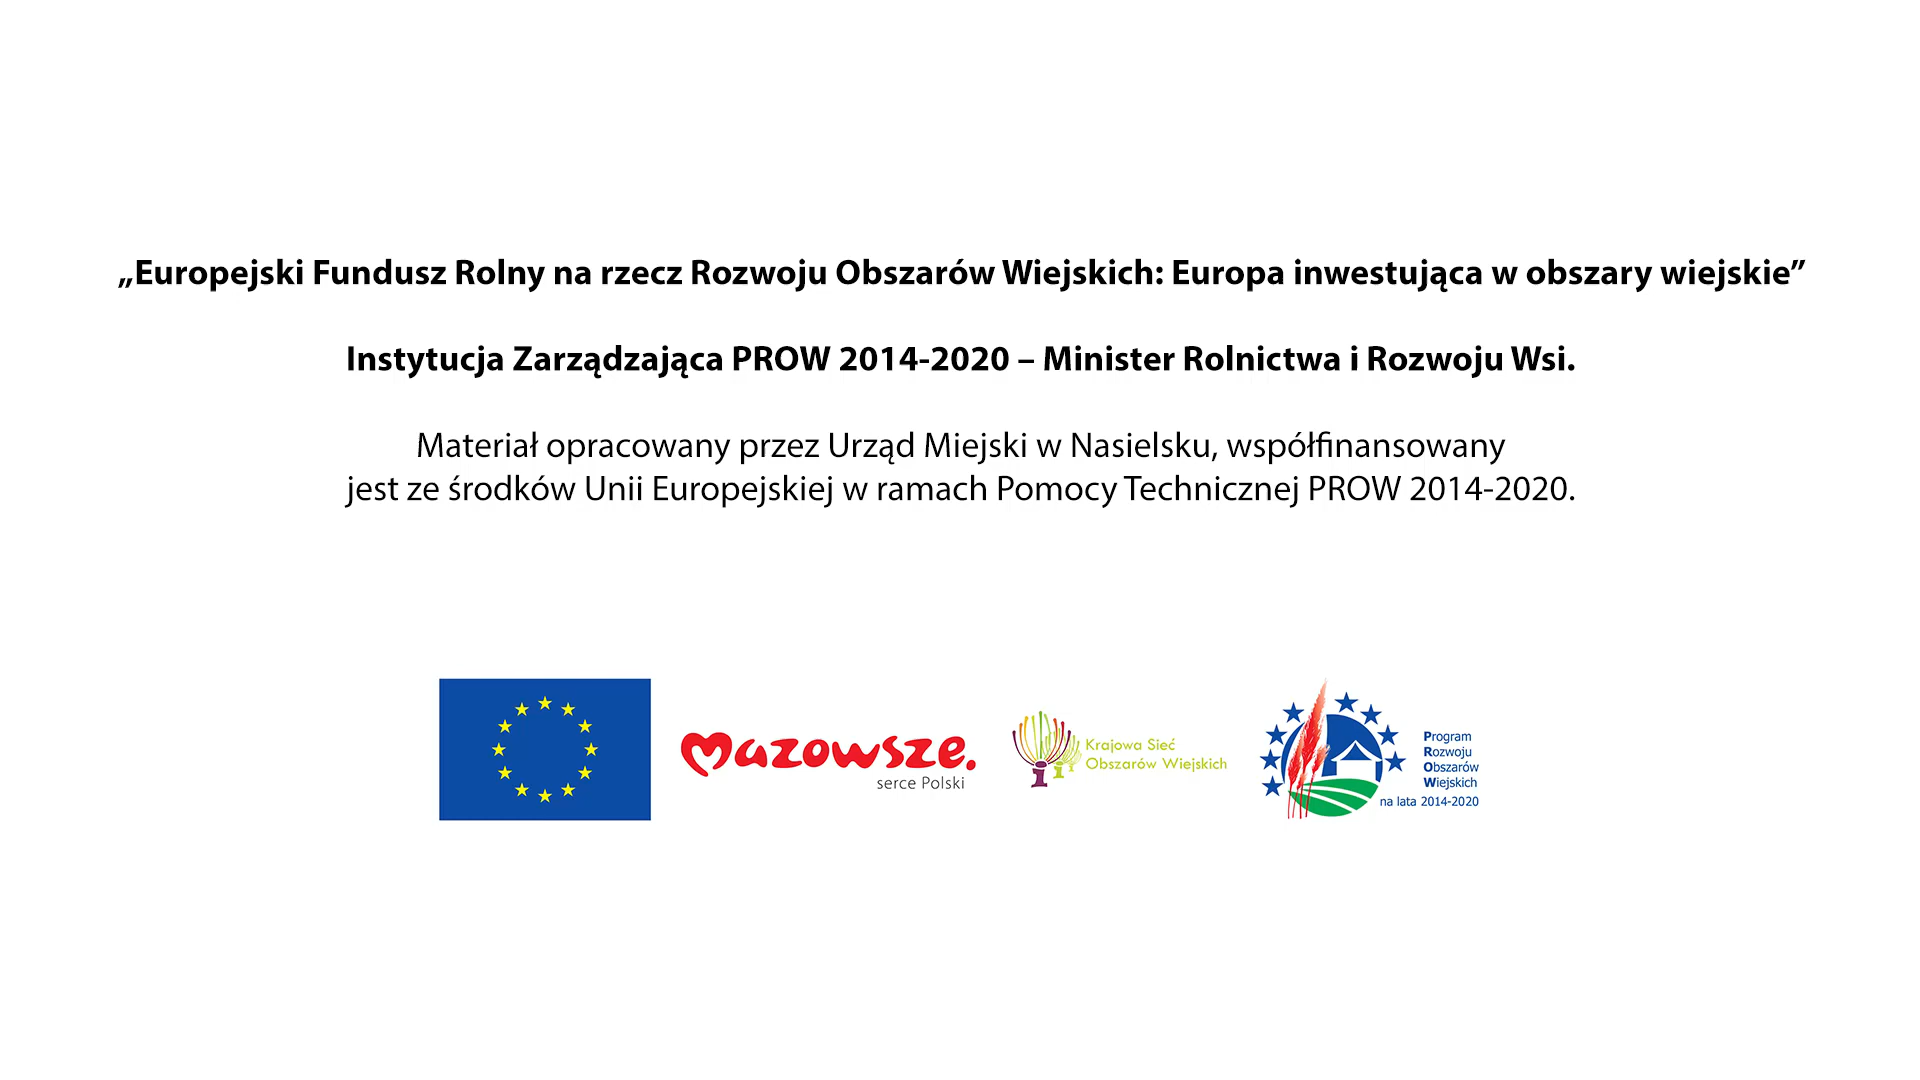 „Europejski Fundusz Rolny na rzecz Rozwoju Obszarów Wiejskich: Europa inwestująca w obszary wiejskie”
Instytucja Zarządzająca PROW 2014-2020 – Minister Rolnictwa i Rozwoju Wsi.
Materiał opracowany przez Urząd Miejski w Nasielsku, współfinansowany
jest ze środków Unii Europejskiej w ramach Pomocy Technicznej PROW 2014-2020.
Mazowsze.
serce Polski
Krajowa Sieć
Obszarów Wiejskich
Program
Rozwoju
Obszarów
Wiejskich
na lata 2014-2020